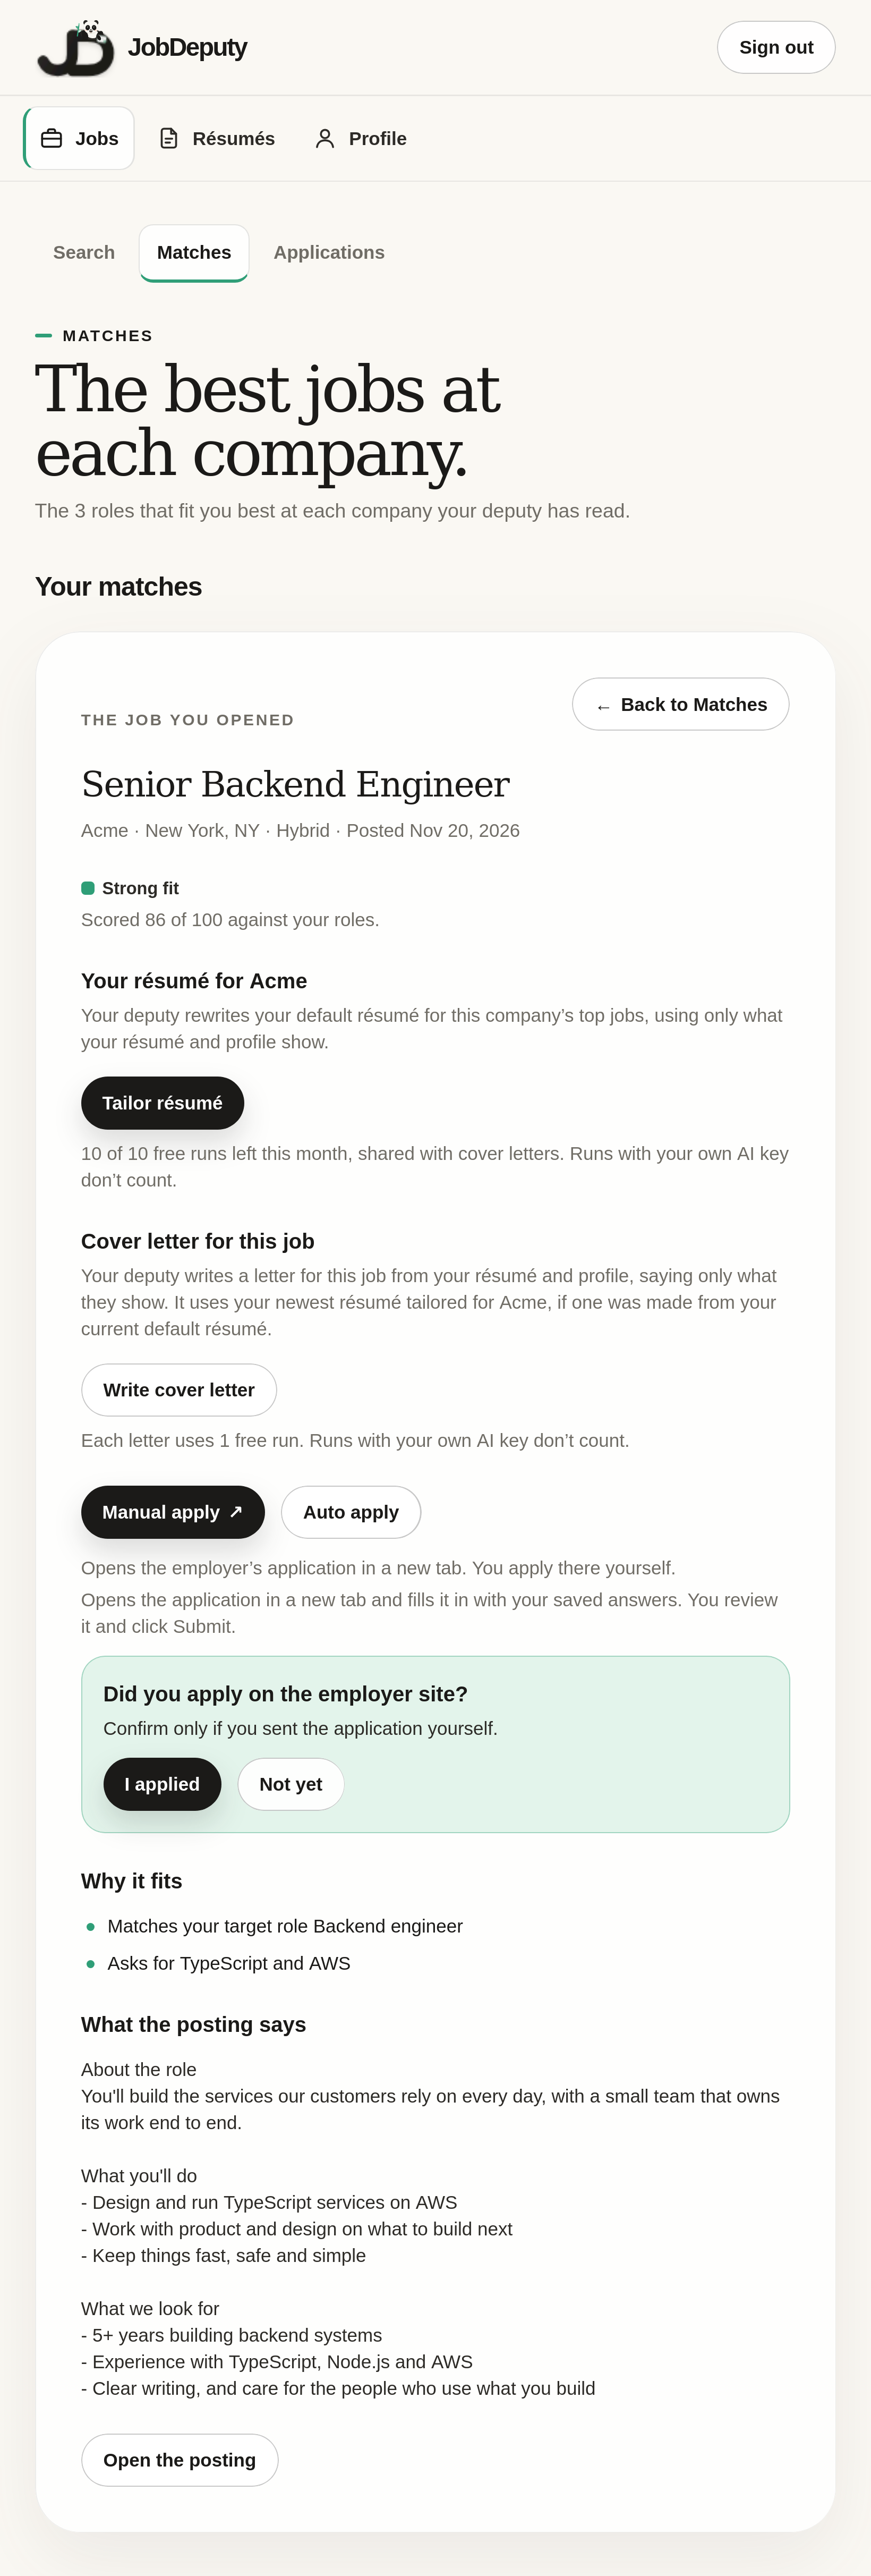 JD
JobDeputy
Sign out
Jobs
Résumés
Profile
Search
Matches
Applications
MATCHES
The best jobs at
each company.
The 3 roles that fit you best at each company your deputy has read.
Your matches
THE JOB YOU OPENED
← Back to Matches
Senior Backend Engineer
Acme · New York, NY · Hybrid · Posted Nov 20, 2026
Strong fit
Scored 86 of 100 against your roles.
Your résumé for Acme
Your deputy rewrites your default résumé for this company’s top jobs, using only what
your résumé and profile show.
Tailor résumé
10 of 10 free runs left this month, shared with cover letters. Runs with your own AI key
don’t count.
Cover letter for this job
Your deputy writes a letter for this job from your résumé and profile, saying only what
they show. It uses your newest résumé tailored for Acme, if one was made from your
current default résumé.
Write cover letter
Each letter uses 1 free run. Runs with your own AI key don’t count.
Manual apply ↗
Auto apply
Opens the employer’s application in a new tab. You apply there yourself.
Opens the application in a new tab and fills it in with your saved answers. You review
it and click Submit.
Did you apply on the employer site?
Confirm only if you sent the application yourself.
I applied
Not yet
Why it fits
Matches your target role Backend engineer
Asks for TypeScript and AWS
What the posting says
About the role
You'll build the services our customers rely on every day, with a small team that owns
its work end to end.
What you'll do
- Design and run TypeScript services on AWS
- Work with product and design on what to build next
- Keep things fast, safe and simple
What we look for
- 5+ years building backend systems
- Experience with TypeScript, Node.js and AWS
- Clear writing, and care for the people who use what you build
Open the posting